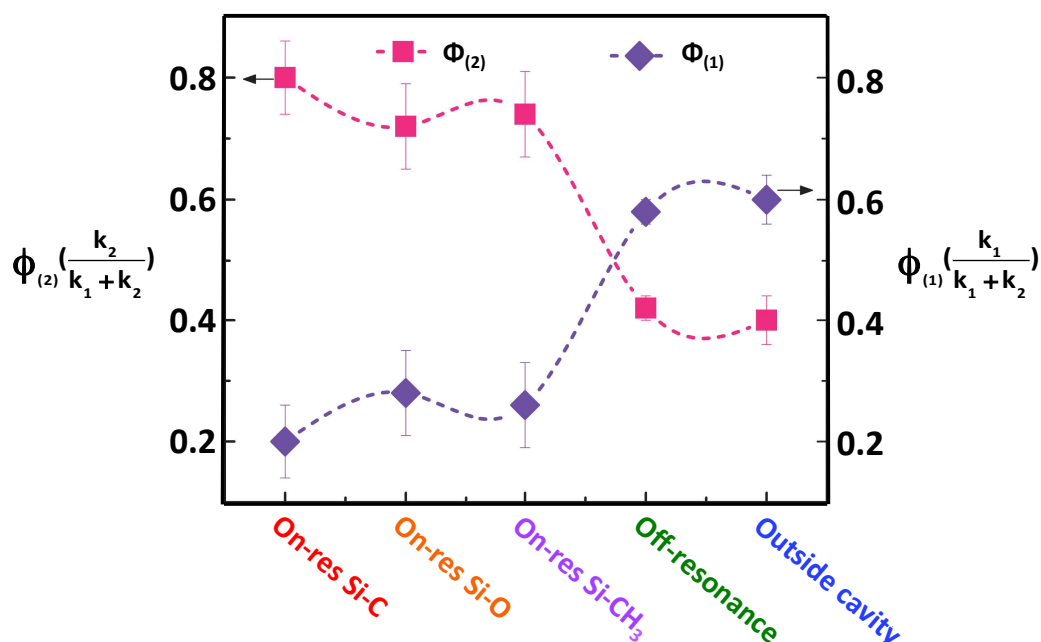 Φ(2) Φ(1)
0.8 0.8
0.6 0.6
ϕ(2)(k2/(k1+k2)) ϕ(1)(k1/(k1+k2))
0.4 0.4
0.2 0.2
On-res Si-C
On-res Si-O
On-res Si-CH3
Off-resonance
Outside cavity